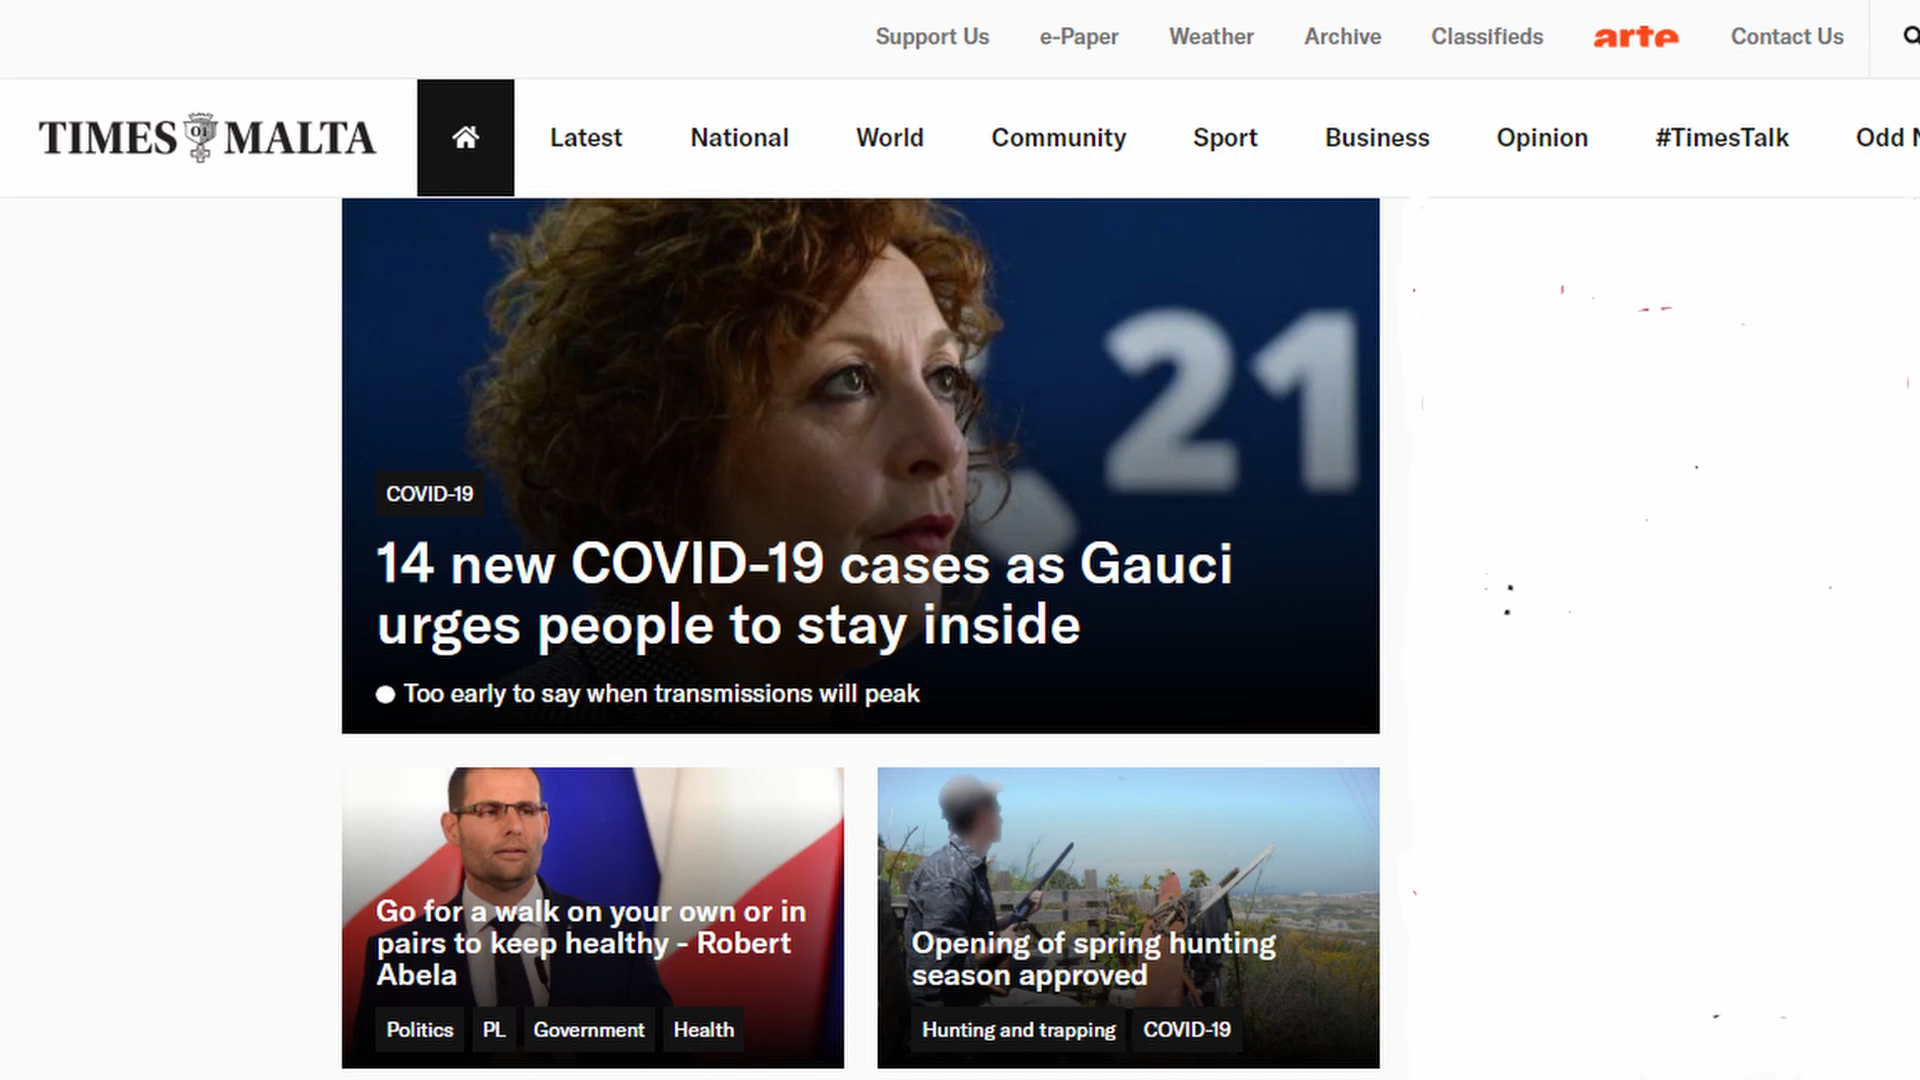 Support Us e-Paper Weather Archive Classifieds arte Contact Us
TIMES OF MALTA Latest National World Community Sport Business Opinion #TimesTalk Odd
21
COVID-19
14 new COVID-19 cases as Gauci
urges people to stay inside
Too early to say when transmissions will peak
Go for a walk on your own or in
pairs to keep healthy - Robert
Abela
Politics PL Government Health
Opening of spring hunting
season approved
Hunting and trapping COVID-19